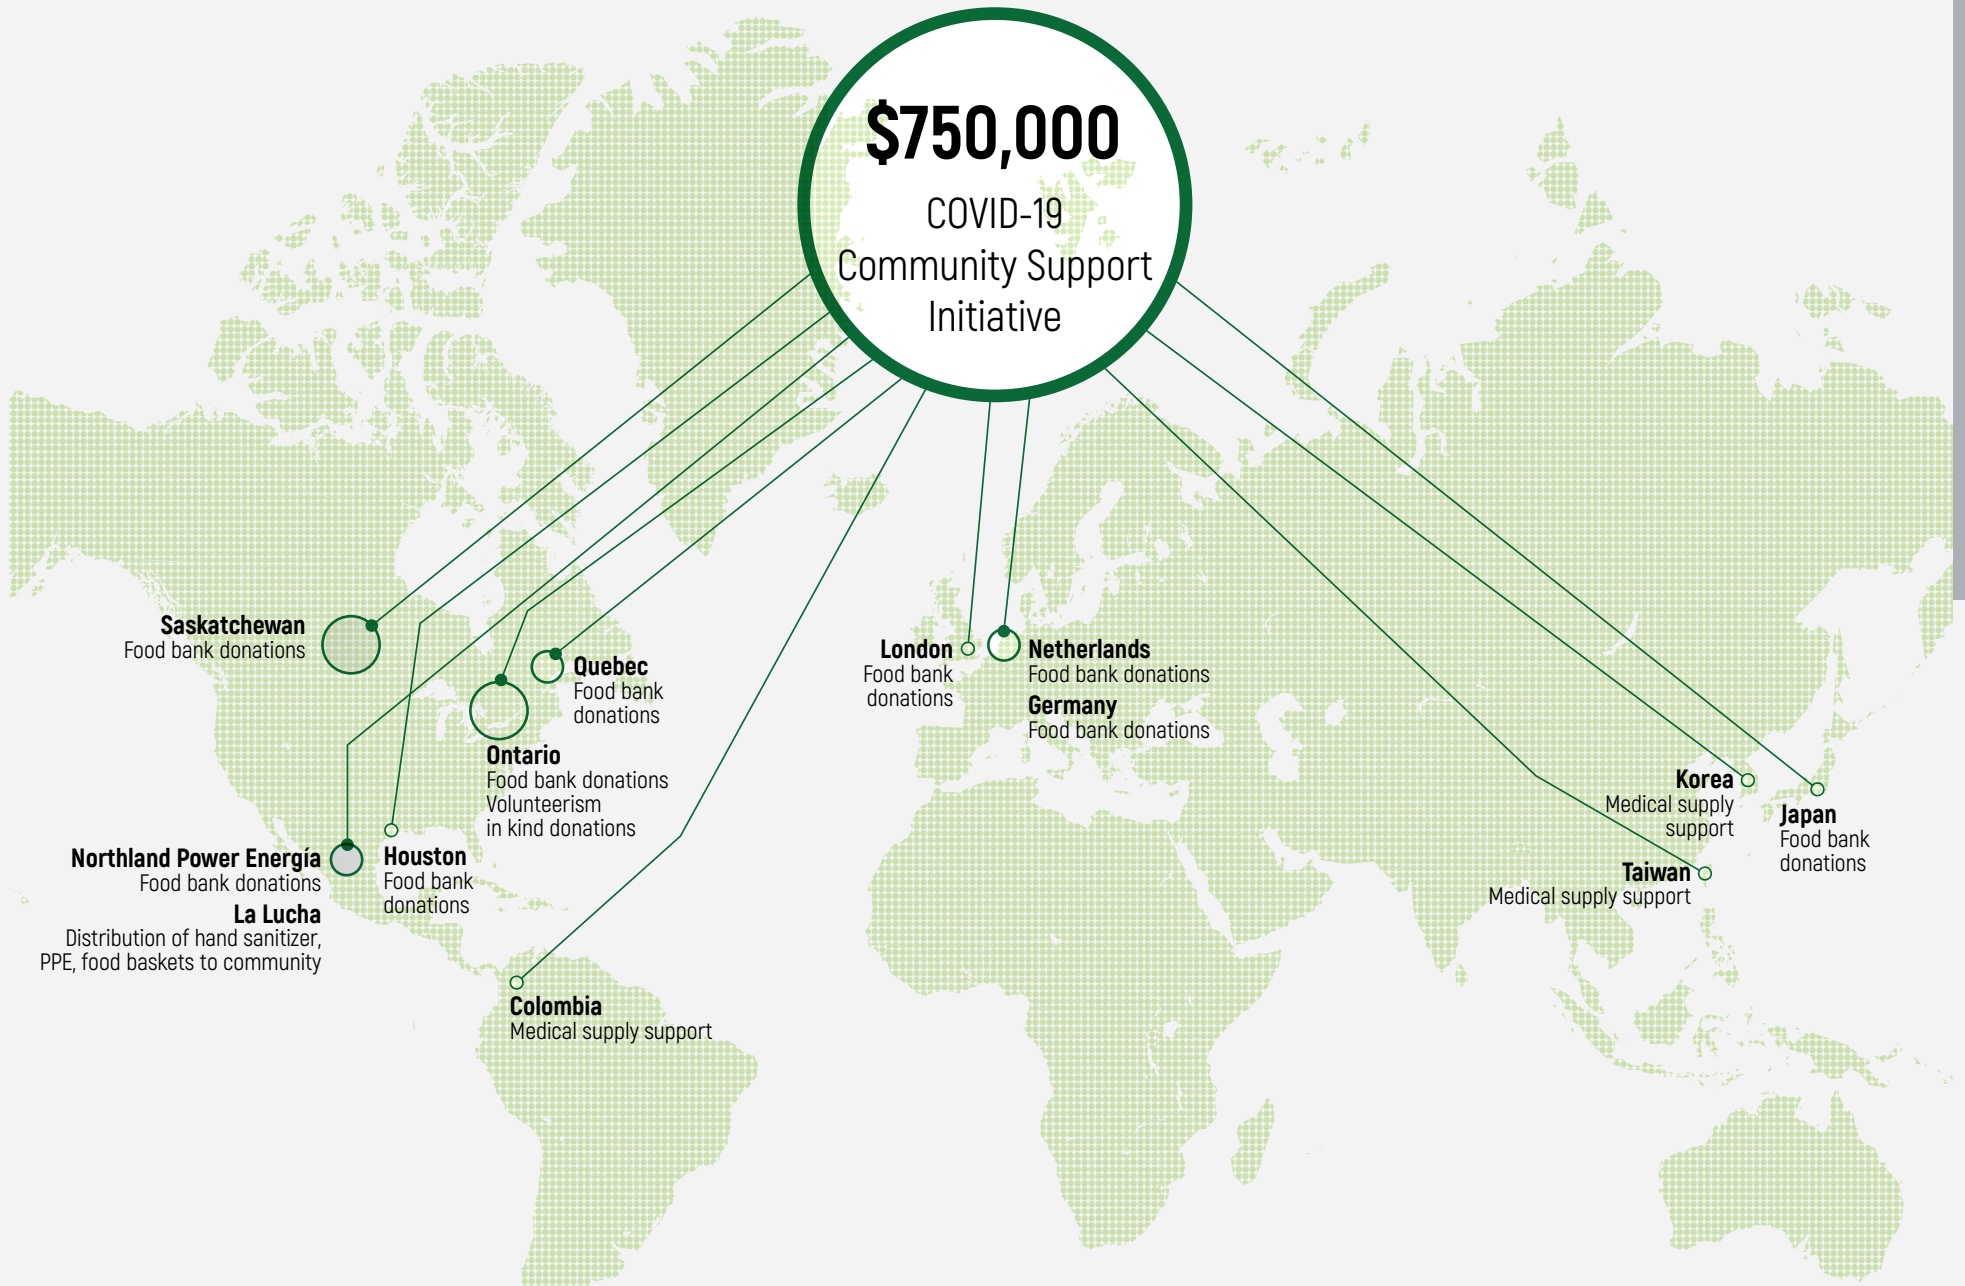 $750,000
COVID-19
Community Support
Initiative
Saskatchewan
Food bank donations
Quebec
Food bank
donations
Ontario
Food bank donations
Volunteerism
in kind donations
Northland Power Energía
Food bank donations
La Lucha
Distribution of hand sanitizer,
PPE, food baskets to community
Houston
Food bank
donations
Colombia
Medical supply support
London
Food bank
donations
Netherlands
Food bank donations
Germany
Food bank donations
Korea
Medical supply
support
Japan
Food bank
donations
Taiwan
Medical supply support